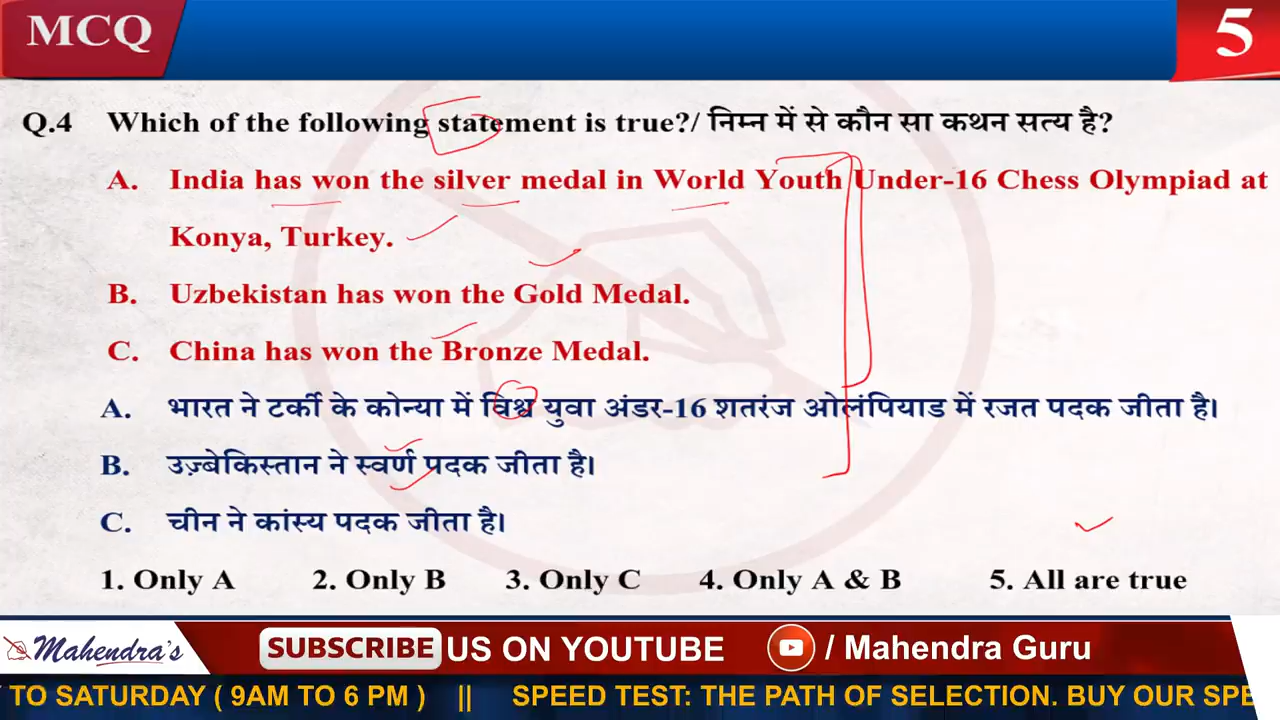 MCQ
5
Q.4 Which of the following statement is true?/ निम्न में से कौन सा कथन सत्य है?
A. India has won the silver medal in World Youth Under-16 Chess Olympiad at
Konya, Turkey.
B. Uzbekistan has won the Gold Medal.
C. China has won the Bronze Medal.
A. भारत ने टर्की के कोन्या में विश्व युवा अंडर-16 शतरंज ओलंपियाड में रजत पदक जीता है।
B. उज़्बेकिस्तान ने स्वर्ण पदक जीता है।
C. चीन ने कांस्य पदक जीता है।
1. Only A 2. Only B 3. Only C 4. Only A & B 5. All are true
Mahendra's SUBSCRIBE US ON YOUTUBE / Mahendra Guru
TO SATURDAY ( 9AM TO 6 PM ) || SPEED TEST: THE PATH OF SELECTION. BUY OUR SPE